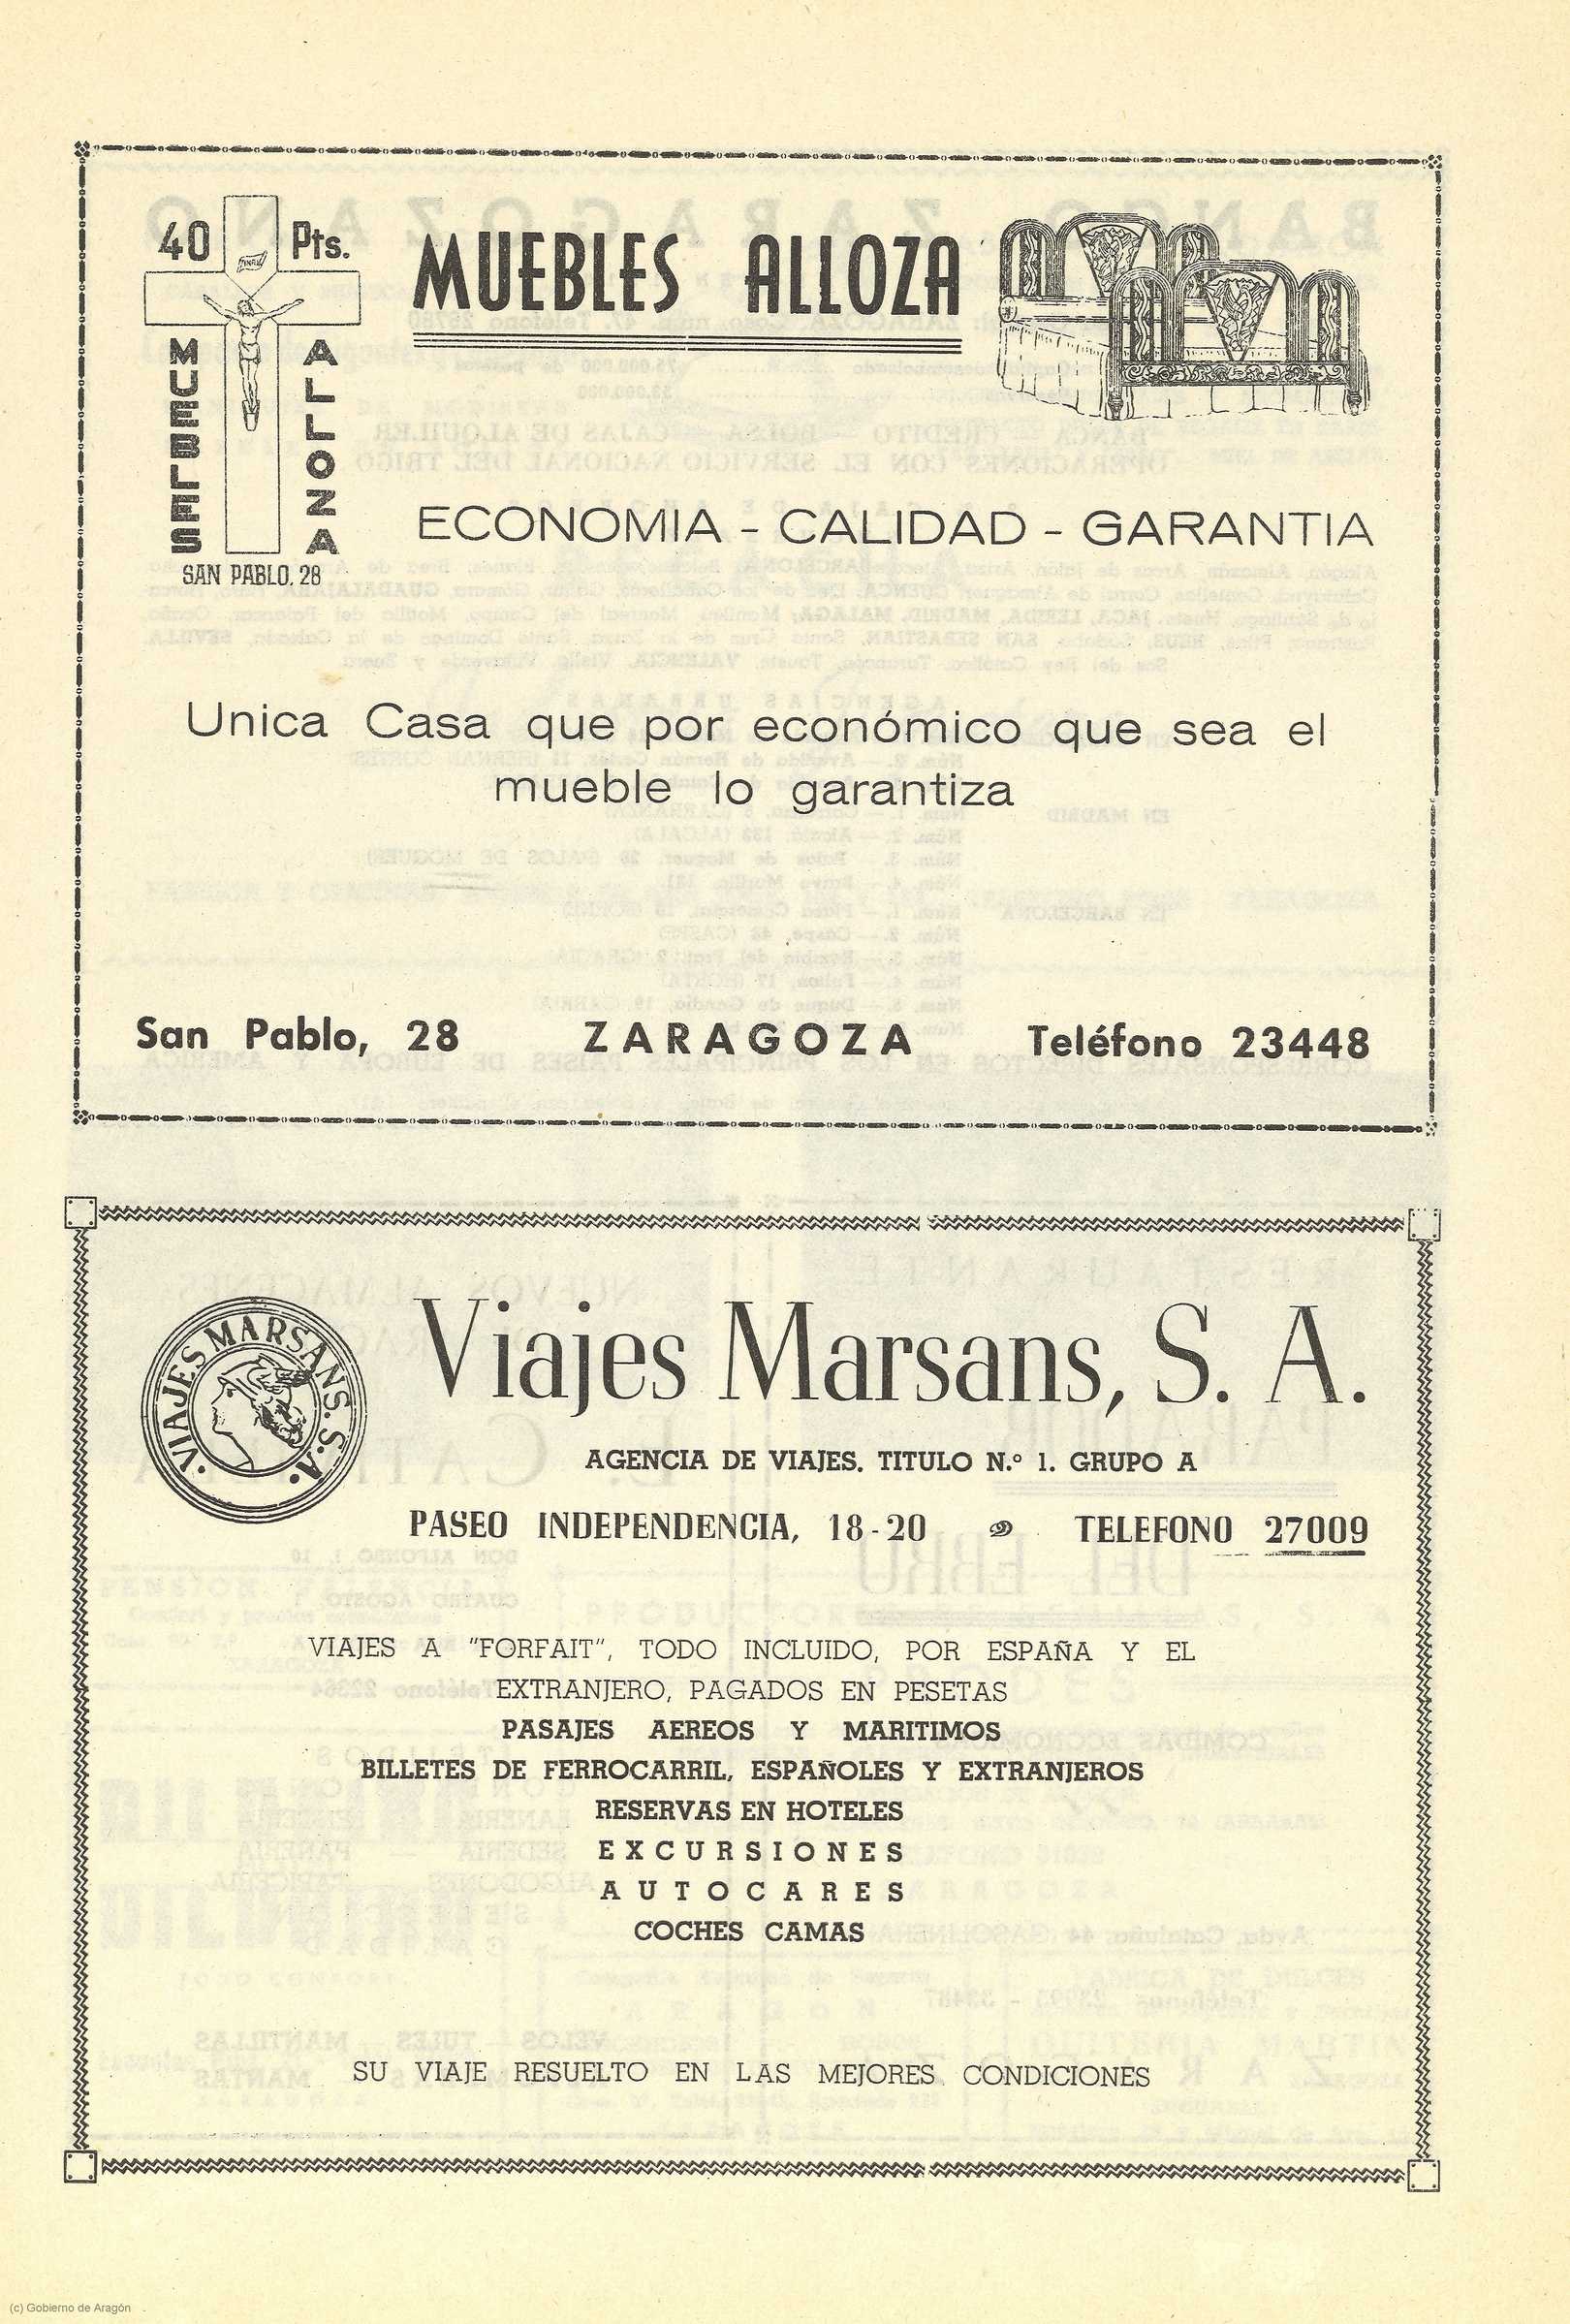 40 Pts.
INRI
MUEBLES
ALLOZA
SAN PABLO, 28
MUEBLES ALLOZA
ECONOMIA - CALIDAD - GARANTIA
Unica Casa que por económico que sea el
mueble lo garantiza
San Pablo, 28 ZARAGOZA Teléfono 23448
· VIAJES MARSANS. S.A. ·
Viajes Marsans, S. A.
AGENCIA DE VIAJES. TITULO N.º 1. GRUPO A
PASEO INDEPENDENCIA, 18-20 TELEFONO 27009
VIAJES A "FORFAIT", TODO INCLUIDO, POR ESPAÑA Y EL
EXTRANJERO, PAGADOS EN PESETAS
PASAJES AEREOS Y MARITIMOS
BILLETES DE FERROCARRIL, ESPAÑOLES Y EXTRANJEROS
RESERVAS EN HOTELES
EXCURSIONES
AUTOCARES
COCHES CAMAS
SU VIAJE RESUELTO EN LAS MEJORES CONDICIONES
(c) Gobierno de Aragón